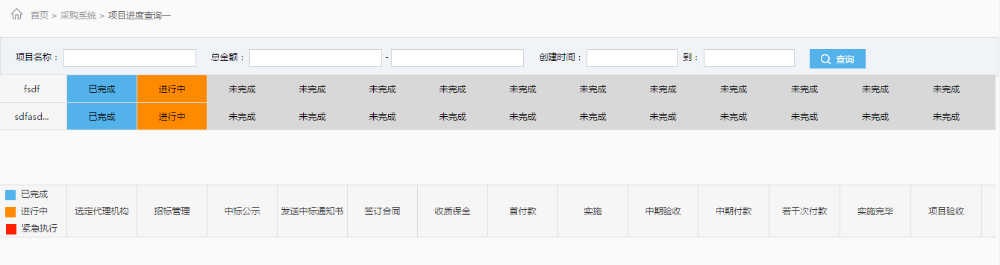 首页 > 采购系统 > 项目进度查询一
项目名称： 总金额： - 创建时间： 到： 查询
fsdf 已完成 进行中 未完成 未完成 未完成 未完成 未完成 未完成 未完成 未完成 未完成 未完成 未完成
sdfasd... 已完成 进行中 未完成 未完成 未完成 未完成 未完成 未完成 未完成 未完成 未完成 未完成 未完成
已完成
进行中
紧急执行
选定代理机构 招标管理 中标公示 发送中标通知书 签订合同 收质保金 首付款 实施 中期验收 中期付款 若干次付款 实施完毕 项目验收